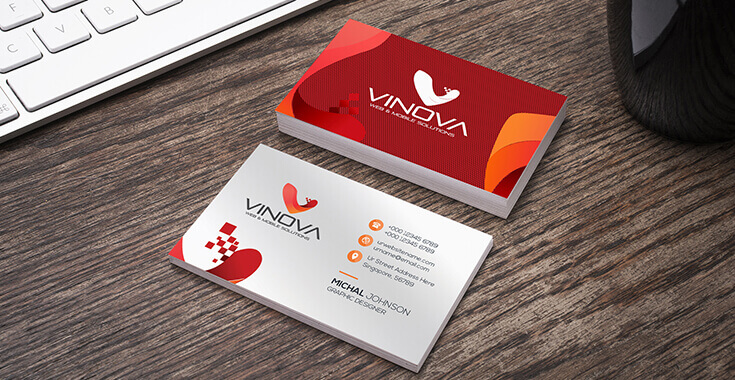 VINOVA
WEB & MOBILE SOLUTIONS
VINOVA
WEB & MOBILE SOLUTIONS
+000 12345 6789
+000 12345 6789
urwebsitename.com
urname@email.com
Ur Street Address Here
Singapore, 56789
MICHAL JOHNSON
GRAPHIC DESIGNER